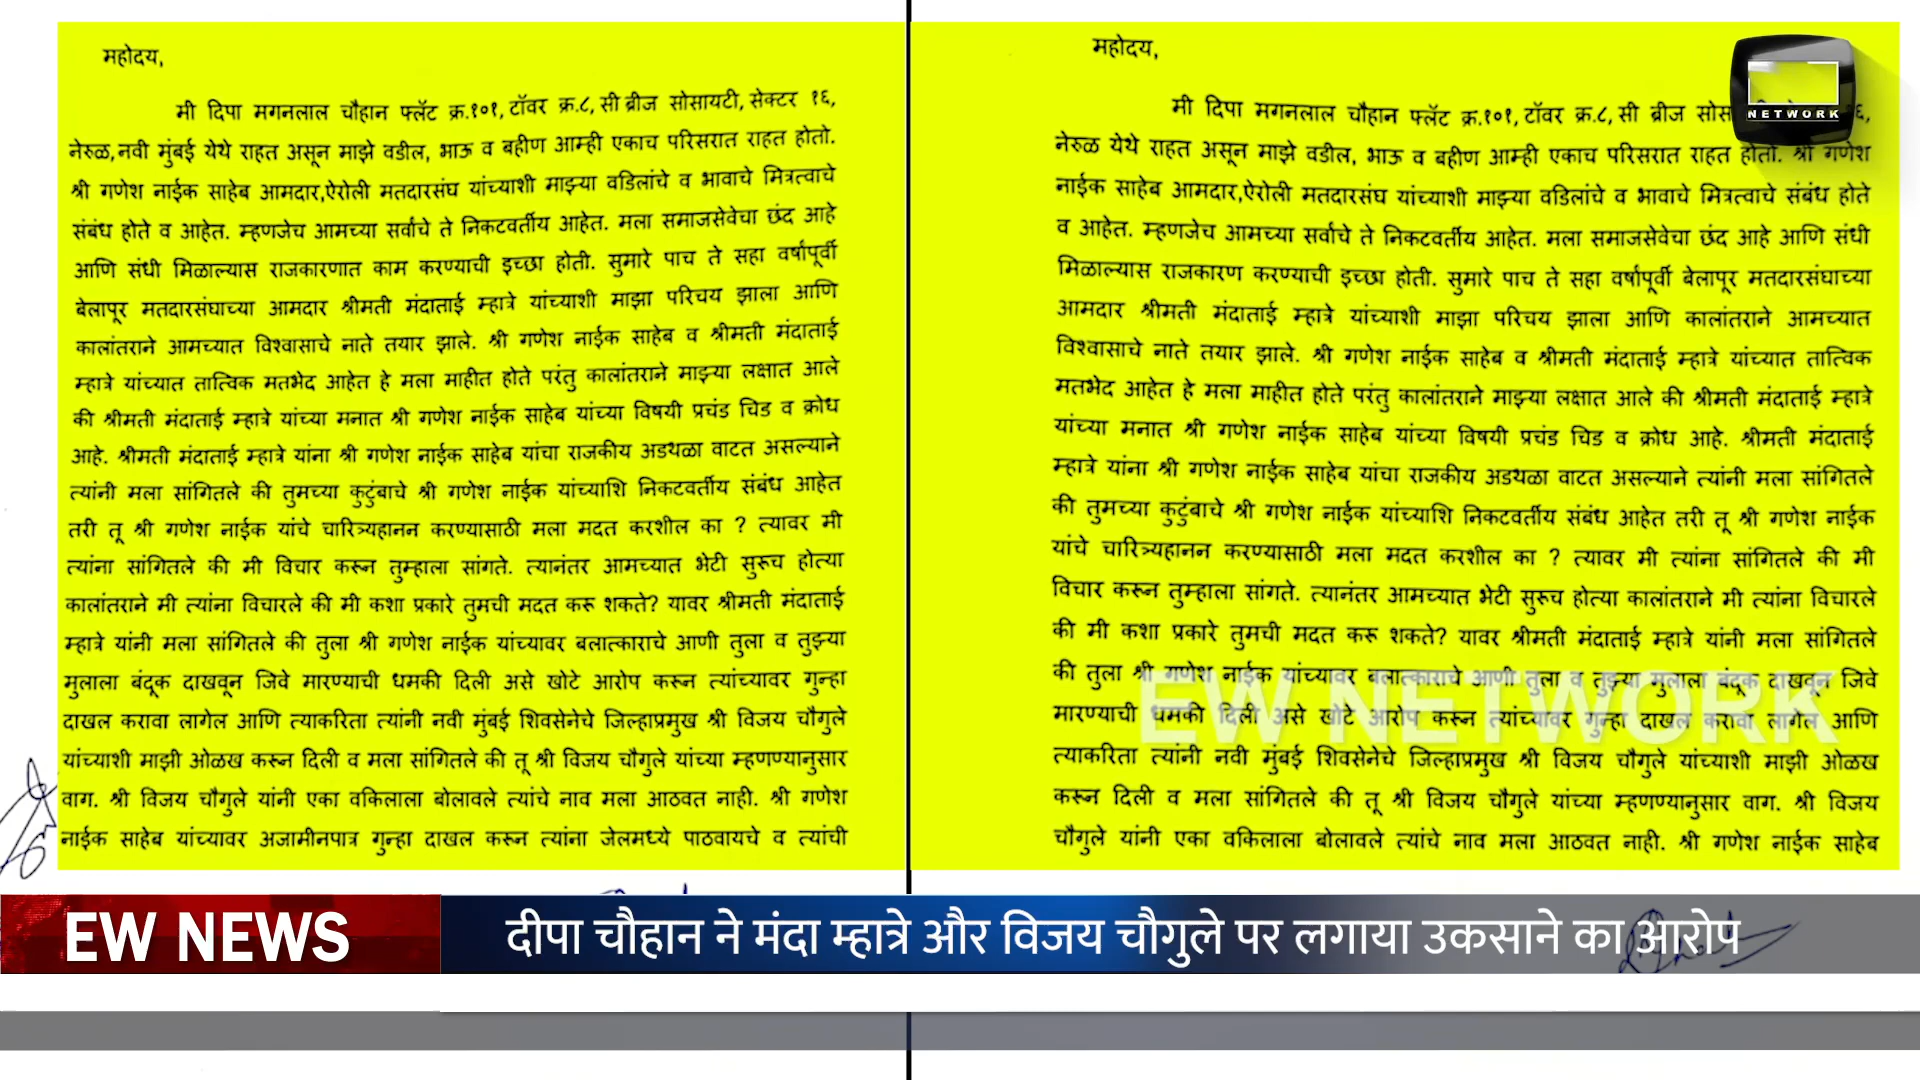 महोदय,
मी दिपा मगनलाल चौहान फ्लॅट क्र.१०१, टॉवर क्र.८, सी ब्रीज सोसायटी, सेक्टर १६,
नेरुळ,नवी मुंबई येथे राहत असून माझे वडील, भाऊ व बहीण आम्ही एकाच परिसरात राहत होतो.
श्री गणेश नाईक साहेब आमदार,ऐरोली मतदारसंघ यांच्याशी माझ्या वडिलांचे व भावाचे मित्रत्वाचे
संबंध होते व आहेत. म्हणजेच आमच्या सर्वांचे ते निकटवर्तीय आहेत. मला समाजसेवेचा छंद आहे
आणि संधी मिळाल्यास राजकारणात काम करण्याची इच्छा होती. सुमारे पाच ते सहा वर्षापूर्वी
बेलापूर मतदारसंघाच्या आमदार श्रीमती मंदाताई म्हात्रे यांच्याशी माझा परिचय झाला आणि
कालांतराने आमच्यात विश्वासाचे नाते तयार झाले. श्री गणेश नाईक साहेब व श्रीमती मंदाताई
म्हात्रे यांच्यात तात्विक मतभेद आहेत हे मला माहीत होते परंतु कालांतराने माझ्या लक्षात आले
की श्रीमती मंदाताई म्हात्रे यांच्या मनात श्री गणेश नाईक साहेब यांच्या विषयी प्रचंड चिड व क्रोध
आहे. श्रीमती मंदाताई म्हात्रे यांना श्री गणेश नाईक साहेब यांचा राजकीय अडथळा वाटत असल्याने
त्यांनी मला सांगितले की तुमच्या कुटुंबाचे श्री गणेश नाईक यांच्याशि निकटवर्तीय संबंध आहेत
तरी तू श्री गणेश नाईक यांचे चारित्र्यहानन करण्यासाठी मला मदत करशील का ? त्यावर मी
त्यांना सांगितले की मी विचार करून तुम्हाला सांगते. त्यानंतर आमच्यात भेटी सुरूच होत्या
कालांतराने मी त्यांना विचारले की मी कशा प्रकारे तुमची मदत करू शकते? यावर श्रीमती मंदाताई
म्हात्रे यांनी मला सांगितले की तुला श्री गणेश नाईक यांच्यावर बलात्काराचे आणी तुला व तुझ्या
मुलाला बंदूक दाखवून जिवे मारण्याची धमकी दिली असे खोटे आरोप करून त्यांच्यावर गुन्हा
दाखल करावा लागेल आणि त्याकरिता त्यांनी नवी मुंबई शिवसेनेचे जिल्हाप्रमुख श्री विजय चौगुले
यांच्याशी माझी ओळख करून दिली व मला सांगितले की तू श्री विजय चौगुले यांच्या म्हणण्यानुसार
वाग. श्री विजय चौगुले यांनी एका वकिलाला बोलावले त्यांचे नाव मला आठवत नाही. श्री गणेश
नाईक साहेब यांच्यावर अजामीनपात्र गुन्हा दाखल करून त्यांना जेलमध्ये पाठवायचे व त्यांची
महोदय,
मी दिपा मगनलाल चौहान फ्लॅट क्र.१०१, टॉवर क्र.८, सी ब्रीज
नेरुळ येथे राहत असून माझे वडील, भाऊ व बहीण आम्ही एकाच परिसरात राहत होतो. श्री गणेश
नाईक साहेब आमदार,ऐरोली मतदारसंघ यांच्याशी माझ्या वडिलांचे व भावाचे मित्रत्वाचे संबंध होते
व आहेत. म्हणजेच आमच्या सर्वांचे ते निकटवर्तीय आहेत. मला समाजसेवेचा छंद आहे आणि संधी
मिळाल्यास राजकारण करण्याची इच्छा होती. सुमारे पाच ते सहा वर्षापूर्वी बेलापूर मतदारसंघाच्या
आमदार श्रीमती मंदाताई म्हात्रे यांच्याशी माझा परिचय झाला आणि कालांतराने आमच्यात
विश्वासाचे नाते तयार झाले. श्री गणेश नाईक साहेब व श्रीमती मंदाताई म्हात्रे यांच्यात तात्विक
मतभेद आहेत हे मला माहीत होते परंतु कालांतराने माझ्या लक्षात आले की श्रीमती मंदाताई म्हात्रे
यांच्या मनात श्री गणेश नाईक साहेब यांच्या विषयी प्रचंड चिड व क्रोध आहे. श्रीमती मंदाताई
म्हात्रे यांना श्री गणेश नाईक साहेब यांचा राजकीय अडथळा वाटत असल्याने त्यांनी मला सांगितले
की तुमच्या कुटुंबाचे श्री गणेश नाईक यांच्याशि निकटवर्तीय संबंध आहेत तरी तू श्री गणेश नाईक
यांचे चारित्र्यहानन करण्यासाठी मला मदत करशील का ? त्यावर मी त्यांना सांगितले की मी
विचार करून तुम्हाला सांगते. त्यानंतर आमच्यात भेटी सुरूच होत्या कालांतराने मी त्यांना विचारले
की मी कशा प्रकारे तुमची मदत करू शकते? यावर श्रीमती मंदाताई म्हात्रे यांनी मला सांगितले
की तुला श्री गणेश नाईक यांच्यावर बलात्काराचे आणी तुला व तुझ्या मुलाला बंदूक दाखवून जिवे
मारण्याची धमकी दिली असे खोटे आरोप करून त्यांच्यावर गुन्हा दाखल करावा लागेल आणि
त्याकरिता त्यांनी नवी मुंबई शिवसेनेचे जिल्हाप्रमुख श्री विजय चौगुले यांच्याशी माझी ओळख
करून दिली व मला सांगितले की तू श्री विजय चौगुले यांच्या म्हणण्यानुसार वाग. श्री विजय
चौगुले यांनी एका वकिलाला बोलावले त्यांचे नाव मला आठवत नाही. श्री गणेश नाईक साहेब
NETWORK
EW NETWORK
EW NEWS
दीपा चौहान ने मंदा म्हात्रे और विजय चौगुले पर लगाया उकसाने का आरोप